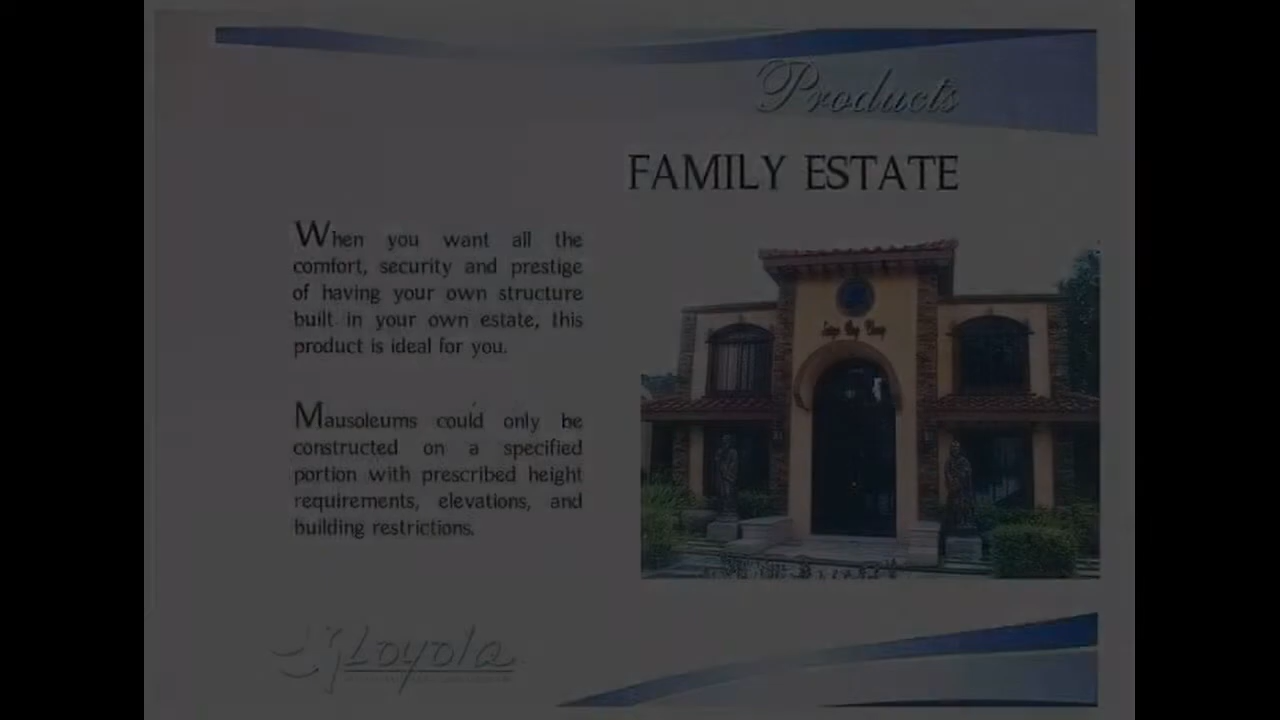 Products
FAMILY ESTATE
When you want all the
comfort, security and prestige
of having your own structure
built in your own estate, this
product is ideal for you.
Mausoleums could only be
constructed on a specified
portion with prescribed height
requirements, elevations, and
building restrictions.
Loyola